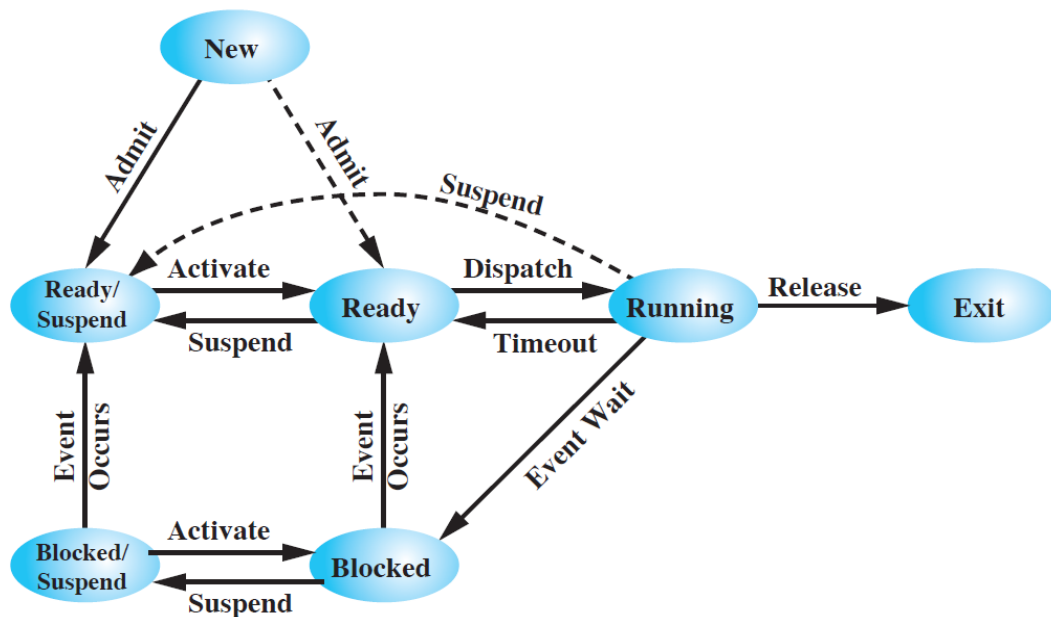 New
Admit
Admit
Suspend
Ready/
Suspend
Activate
Suspend
Ready
Dispatch
Timeout
Running
Release
Exit
Event
Occurs
Event
Occurs
Event Wait
Blocked/
Suspend
Activate
Suspend
Blocked